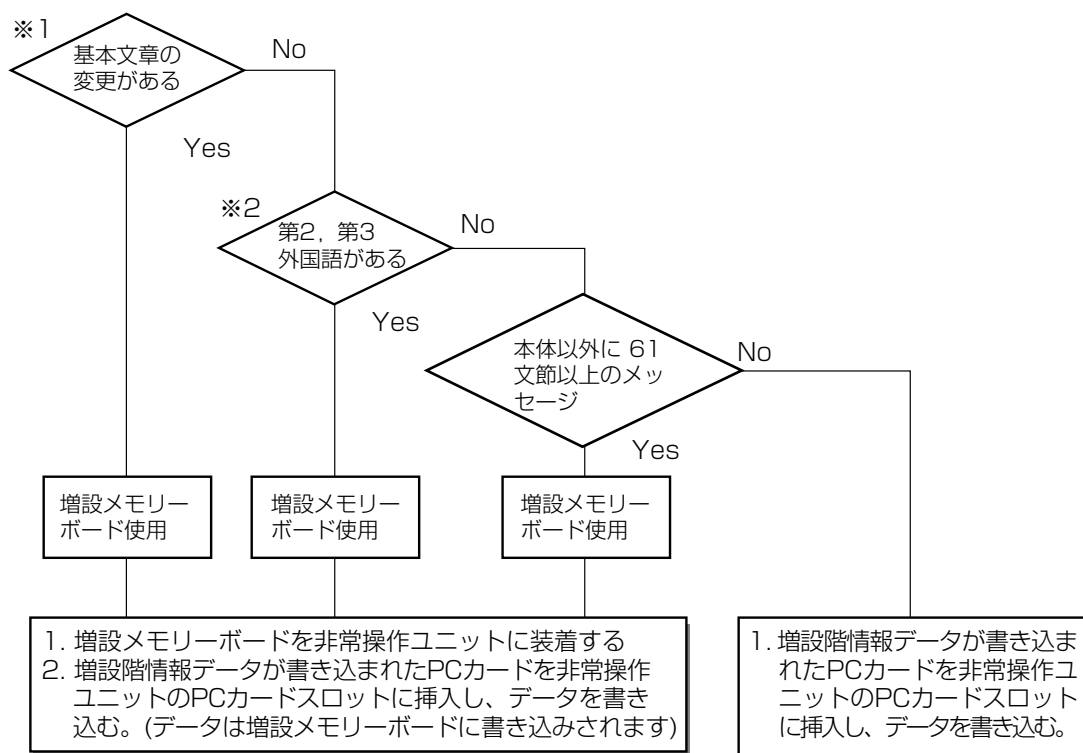 ※1
基本文章の
変更がある
No
Yes
※2
第2，第3
外国語がある
No
Yes
本体以外に 61
文節以上のメッ
セージ
No
Yes
増設メモリー
ボード使用
増設メモリー
ボード使用
増設メモリー
ボード使用
1. 増設メモリーボードを非常操作ユニットに装着する
2. 増設階情報データが書き込まれたPCカードを非常操作
ユニットのPCカードスロットに挿入し、データを書き
込む。(データは増設メモリーボードに書き込みされます)
1. 増設階情報データが書き込ま
れたPCカードを非常操作ユ
ニットのPCカードスロット
に挿入し、データを書き込む。